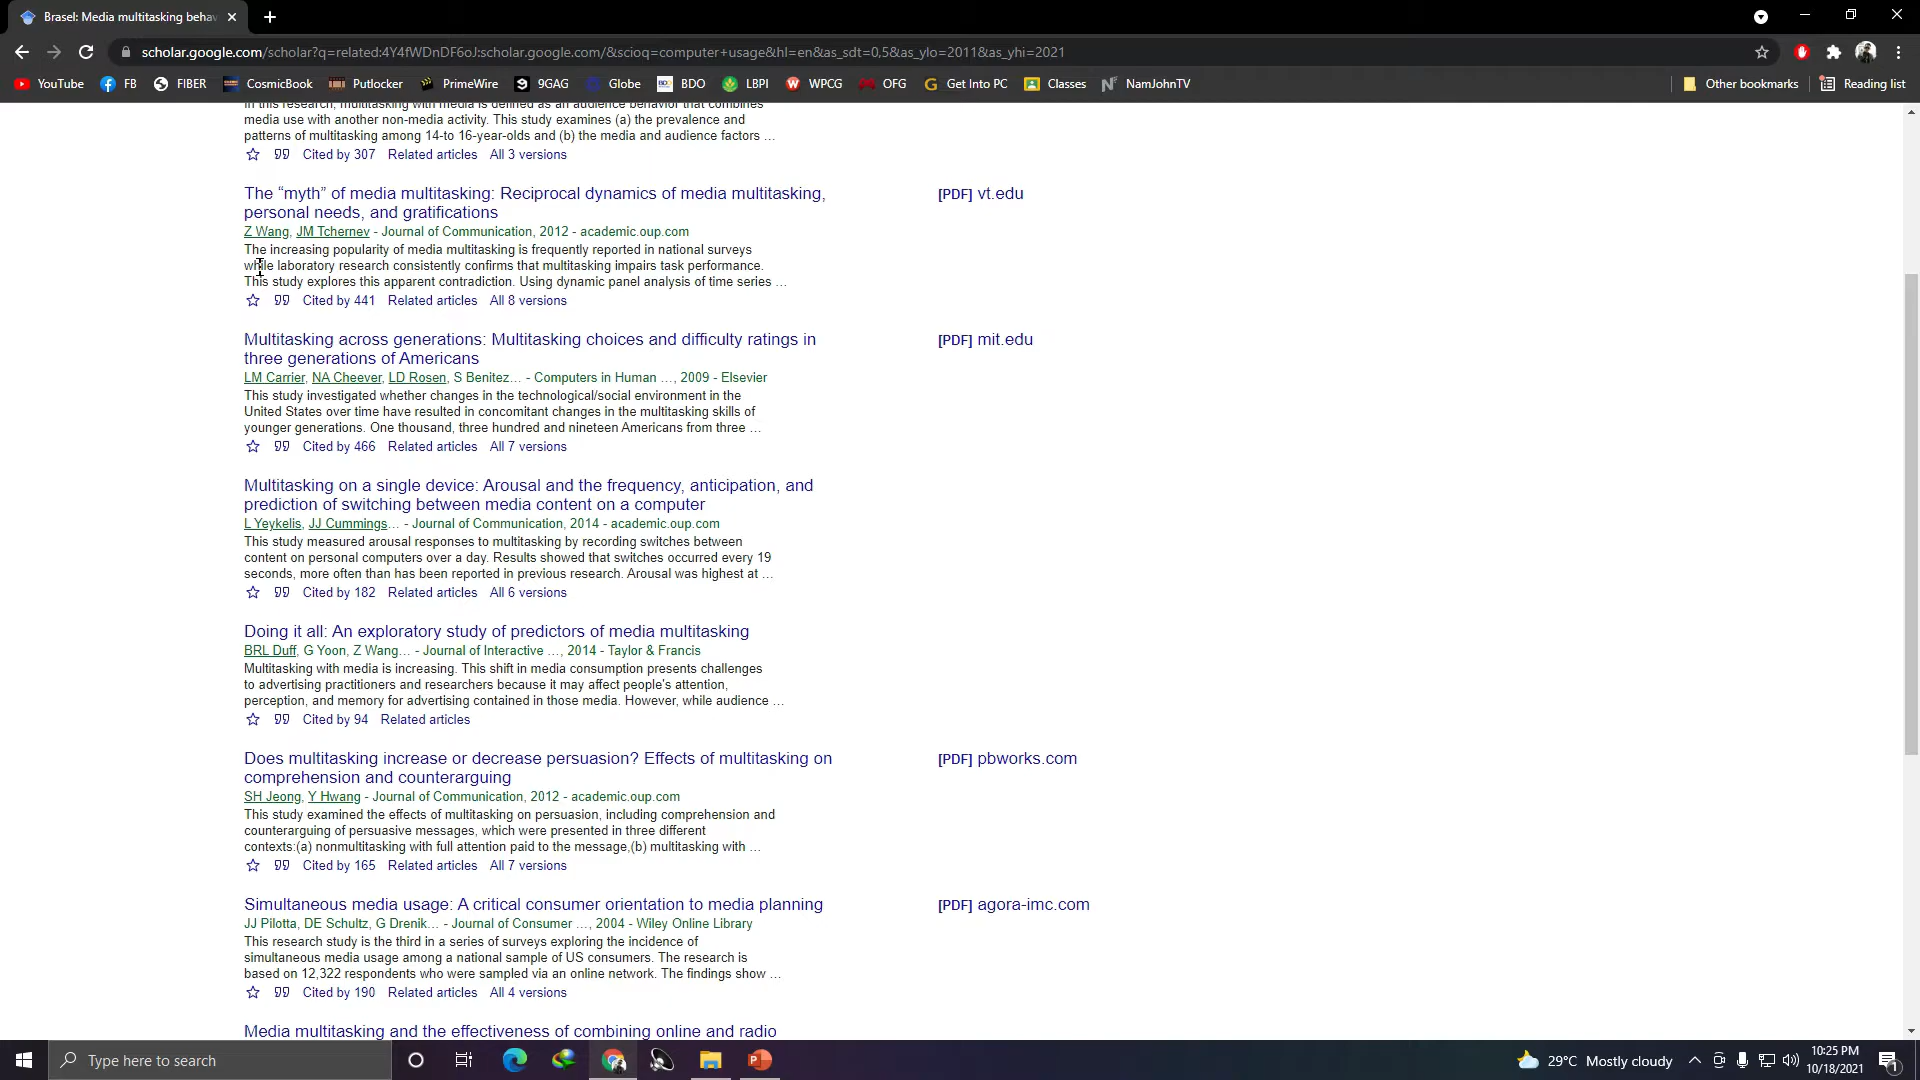 Brasel: Media multitasking beha
scholar.google.com/scholar?q=related:4Y4fWDnDF6oJ:scholar.google.com/&scioq=computer+usage&hl=en&as_sdt=0,5&as_ylo=2011&as_yhi=2021
YouTube FB FIBER CosmicBook Putlocker PrimeWire 9GAG Globe BDO BDO LBPI WPCG OFG Get Into PC Classes NamJohnTV Other bookmarks Reading list
In this research, multitasking with media is defined as an audience behavior that combines
media use with another non-media activity. This study examines (a) the prevalence and
patterns of multitasking among 14-to 16-year-olds and (b) the media and audience factors …
Cited by 307 Related articles All 3 versions
The “myth” of media multitasking: Reciprocal dynamics of media multitasking, [PDF] vt.edu
personal needs, and gratifications
Z Wang, JM Tchernev - Journal of Communication, 2012 - academic.oup.com
The increasing popularity of media multitasking is frequently reported in national surveys
while laboratory research consistently confirms that multitasking impairs task performance.
This study explores this apparent contradiction. Using dynamic panel analysis of time series …
Cited by 441 Related articles All 8 versions
Multitasking across generations: Multitasking choices and difficulty ratings in [PDF] mit.edu
three generations of Americans
LM Carrier, NA Cheever, LD Rosen, S Benitez… - Computers in Human …, 2009 - Elsevier
This study investigated whether changes in the technological/social environment in the
United States over time have resulted in concomitant changes in the multitasking skills of
younger generations. One thousand, three hundred and nineteen Americans from three …
Cited by 466 Related articles All 7 versions
Multitasking on a single device: Arousal and the frequency, anticipation, and
prediction of switching between media content on a computer
L Yeykelis, JJ Cummings… - Journal of Communication, 2014 - academic.oup.com
This study measured arousal responses to multitasking by recording switches between
content on personal computers over a day. Results showed that switches occurred every 19
seconds, more often than has been reported in previous research. Arousal was highest at …
Cited by 182 Related articles All 6 versions
Doing it all: An exploratory study of predictors of media multitasking
BRL Duff, G Yoon, Z Wang… - Journal of Interactive …, 2014 - Taylor & Francis
Multitasking with media is increasing. This shift in media consumption presents challenges
to advertising practitioners and researchers because it may affect people's attention,
perception, and memory for advertising contained in those media. However, while audience …
Cited by 94 Related articles
Does multitasking increase or decrease persuasion? Effects of multitasking on [PDF] pbworks.com
comprehension and counterarguing
SH Jeong, Y Hwang - Journal of Communication, 2012 - academic.oup.com
This study examined the effects of multitasking on persuasion, including comprehension and
counterarguing of persuasive messages, which were presented in three different
contexts:(a) nonmultitasking with full attention paid to the message,(b) multitasking with …
Cited by 165 Related articles All 7 versions
Simultaneous media usage: A critical consumer orientation to media planning [PDF] agora-imc.com
JJ Pilotta, DE Schultz, G Drenik… - Journal of Consumer …, 2004 - Wiley Online Library
This research study is the third in a series of surveys exploring the incidence of
simultaneous media usage among a national sample of US consumers. The research is
based on 12,322 respondents who were sampled via an online network. The findings show …
Cited by 190 Related articles All 4 versions
Media multitasking and the effectiveness of combining online and radio
Type here to search
29°C Mostly cloudy
10:25 PM
10/18/2021
1